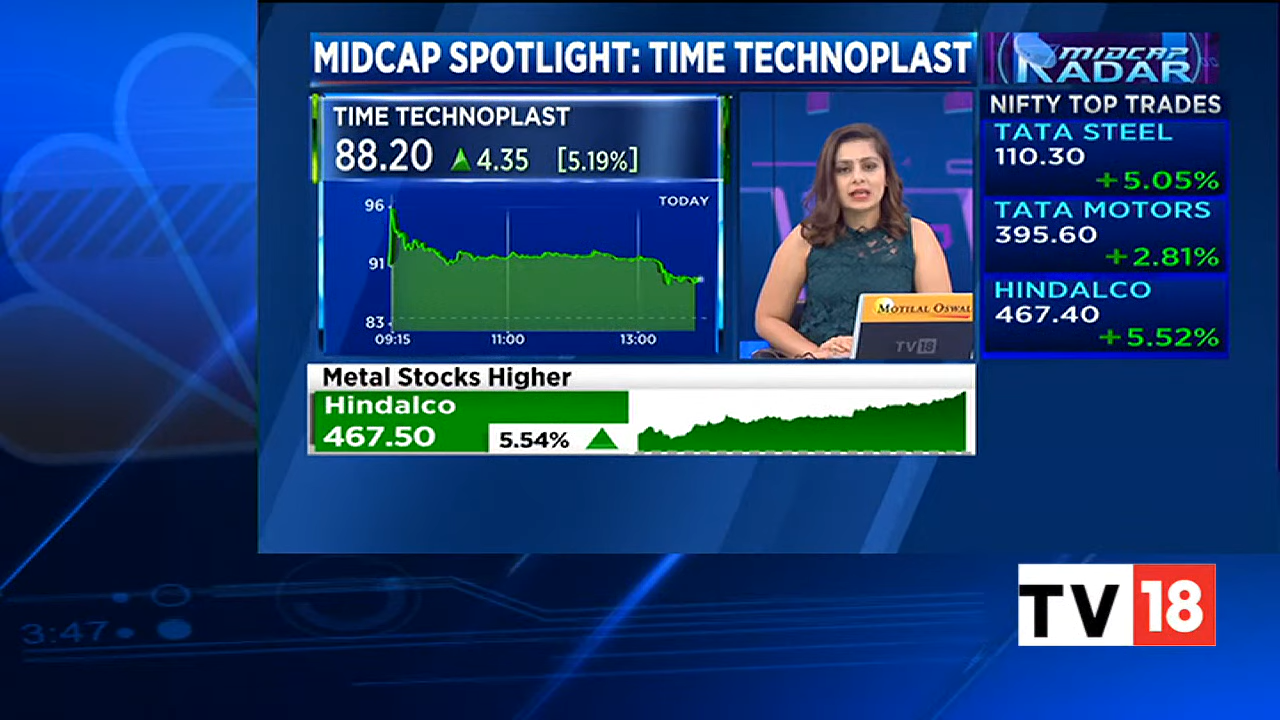 MIDCAP SPOTLIGHT: TIME TECHNOPLAST
MIDCAP
RADAR
TIME TECHNOPLAST
88.20 4.35 [5.19%]
TODAY
96
91
83
09:15 11:00 13:00
MOTILAL OSWAL
TV18
NIFTY TOP TRADES
TATA STEEL
110.30
+5.05%
TATA MOTORS
395.60
+2.81%
HINDALCO
467.40
+5.52%
Metal Stocks Higher
Hindalco
467.50 5.54%
TV18
3:47